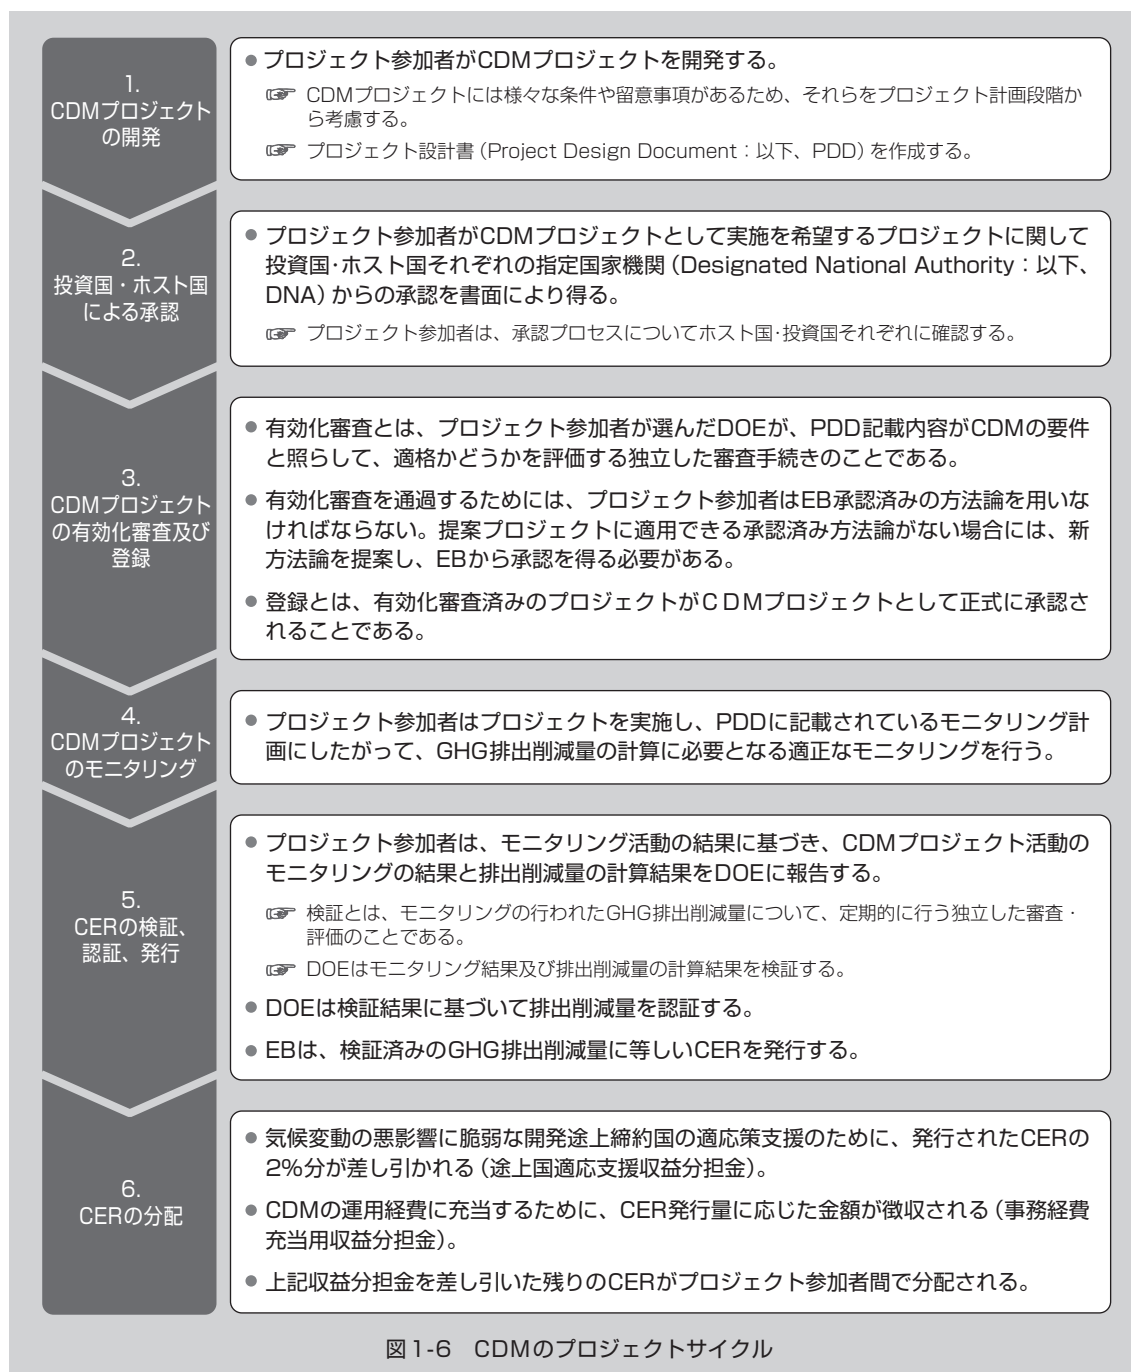 1.
CDMプロジェクト
の開発
● プロジェクト参加者がCDMプロジェクトを開発する。
☞ CDMプロジェクトには様々な条件や留意事項があるため、それらをプロジェクト計画段階か
ら考慮する。
☞ プロジェクト設計書(Project Design Document:以下、PDD)を作成する。
2.
投資国・ホスト国
による承認
● プロジェクト参加者がCDMプロジェクトとして実施を希望するプロジェクトに関して
投資国・ホスト国それぞれの指定国家機関(Designated National Authority:以下、
DNA)からの承認を書面により得る。
☞ プロジェクト参加者は、承認プロセスについてホスト国・投資国それぞれに確認する。
3.
CDMプロジェクト
の有効化審査及び
登録
● 有効化審査とは、プロジェクト参加者が選んだDOEが、PDD記載内容がCDMの要件
と照らして、適格かどうかを評価する独立した審査手続きのことである。
● 有効化審査を通過するためには、プロジェクト参加者はEB承認済みの方法論を用いな
ければならない。提案プロジェクトに適用できる承認済み方法論がない場合には、新
方法論を提案し、EBから承認を得る必要がある。
● 登録とは、有効化審査済みのプロジェクトがCDMプロジェクトとして正式に承認さ
れることである。
4.
CDMプロジェクト
のモニタリング
● プロジェクト参加者はプロジェクトを実施し、PDDに記載されているモニタリング計
画にしたがって、GHG排出削減量の計算に必要となる適正なモニタリングを行う。
5.
CERの検証、
認証、発行
● プロジェクト参加者は、モニタリング活動の結果に基づき、CDMプロジェクト活動の
モニタリングの結果と排出削減量の計算結果をDOEに報告する。
☞ 検証とは、モニタリングの行われたGHG排出削減量について、定期的に行う独立した審査・
評価のことである。
☞ DOEはモニタリング結果及び排出削減量の計算結果を検証する。
● DOEは検証結果に基づいて排出削減量を認証する。
● EBは、検証済みのGHG排出削減量に等しいCERを発行する。
6.
CERの分配
● 気候変動の悪影響に脆弱な開発途上締約国の適応策支援のために、発行されたCERの
2%分が差し引かれる(途上国適応支援収益分担金)。
● CDMの運用経費に充当するために、CER発行量に応じた金額が徴収される(事務経費
充当用収益分担金)。
● 上記収益分担金を差し引いた残りのCERがプロジェクト参加者間で分配される。
図1-6 CDMのプロジェクトサイクル